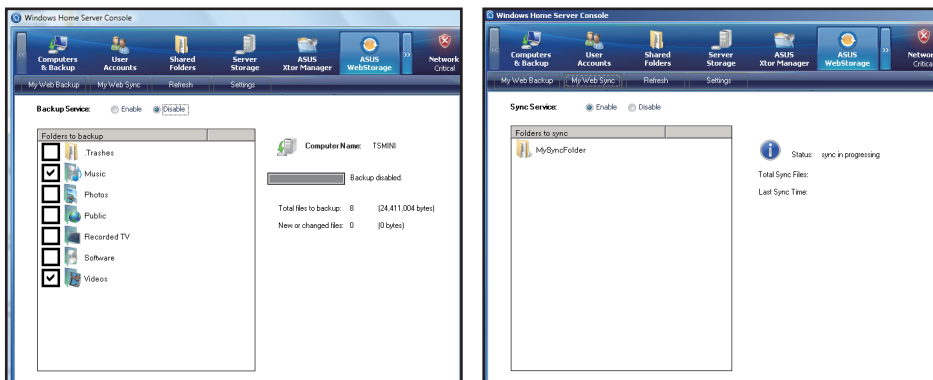 Windows Home Server Console
Computers & Backup
User Accounts
Shared Folders
Server Storage
ASUS Xtor Manager
ASUS WebStorage
Network Critical
My Web Backup My Web Sync Refresh Settings
Backup Service: Enable Disable
Folders to backup
.Trashes
Music
Photos
Public
Recorded TV
Software
Videos
Computer Name: TSMINI
Backup disabled.
Total files to backup: 8 (24,411,004 bytes)
New or changed files: 0 (0 bytes)
Windows Home Server Console
Computers & Backup
User Accounts
Shared Folders
Server Storage
ASUS Xtor Manager
ASUS WebStorage
Networ
Critica
My Web Backup My Web Sync Refresh Settings
Sync Service: Enable Disable
Folders to sync
MySyncFolder
Status: sync in progressing
Total Sync Files:
Last Sync Time: